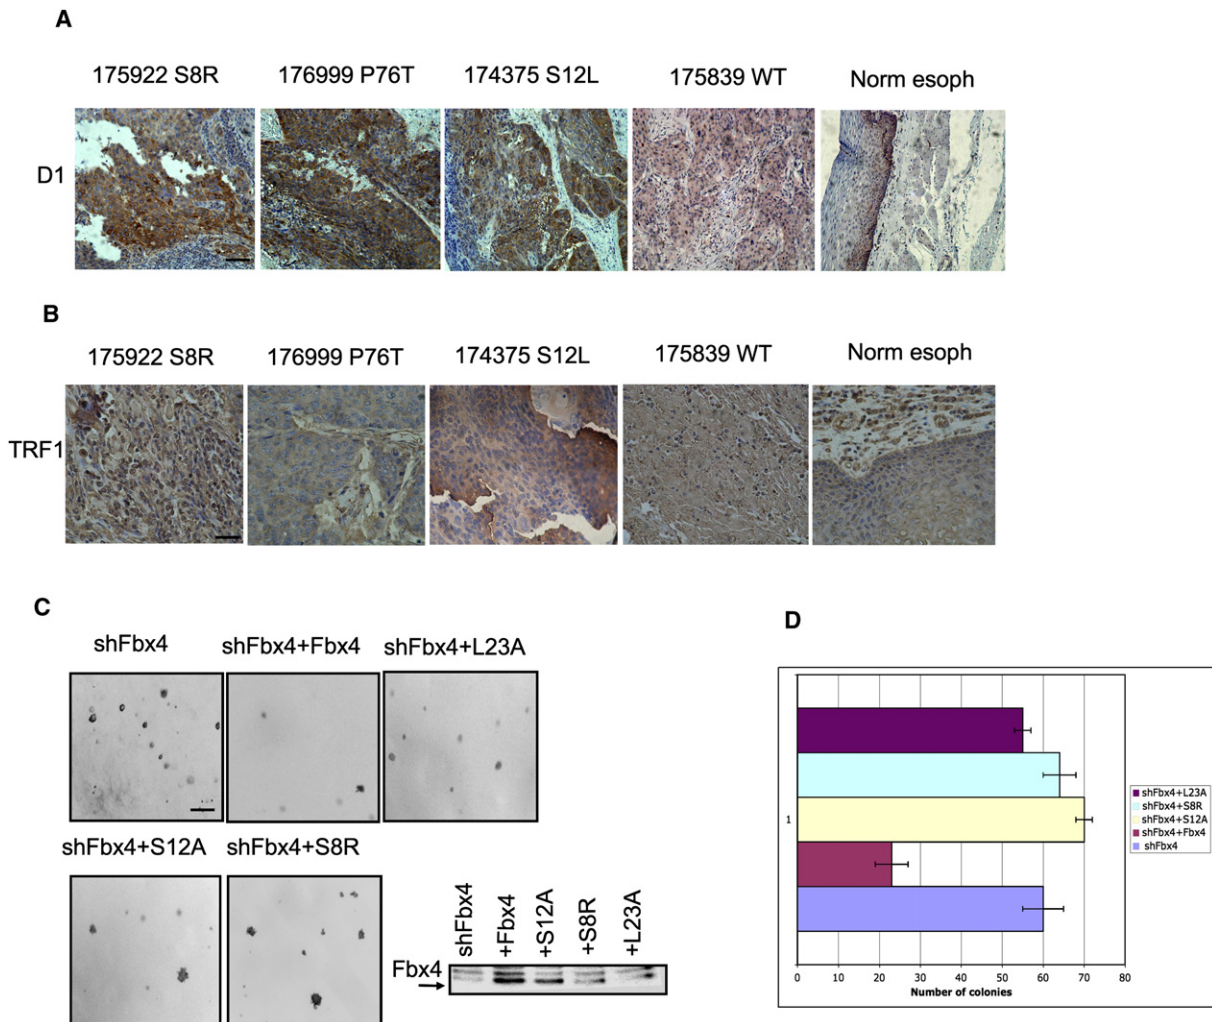 A
175922 S8R 176999 P76T 174375 S12L 175839 WT Norm esoph
D1
B
175922 S8R 176999 P76T 174375 S12L 175839 WT Norm esoph
TRF1
C
shFbx4 shFbx4+Fbx4 shFbx4+L23A
shFbx4+S12A shFbx4+S8R
shFbx4 +Fbx4 +S12A +S8R +L23A
Fbx4
D
1
0 10 20 30 40 50 60 70 80
Number of colonies
shFbx4+L23A
shFbx4+S8R
shFbx4+S12A
shFbx4+Fbx4
shFbx4